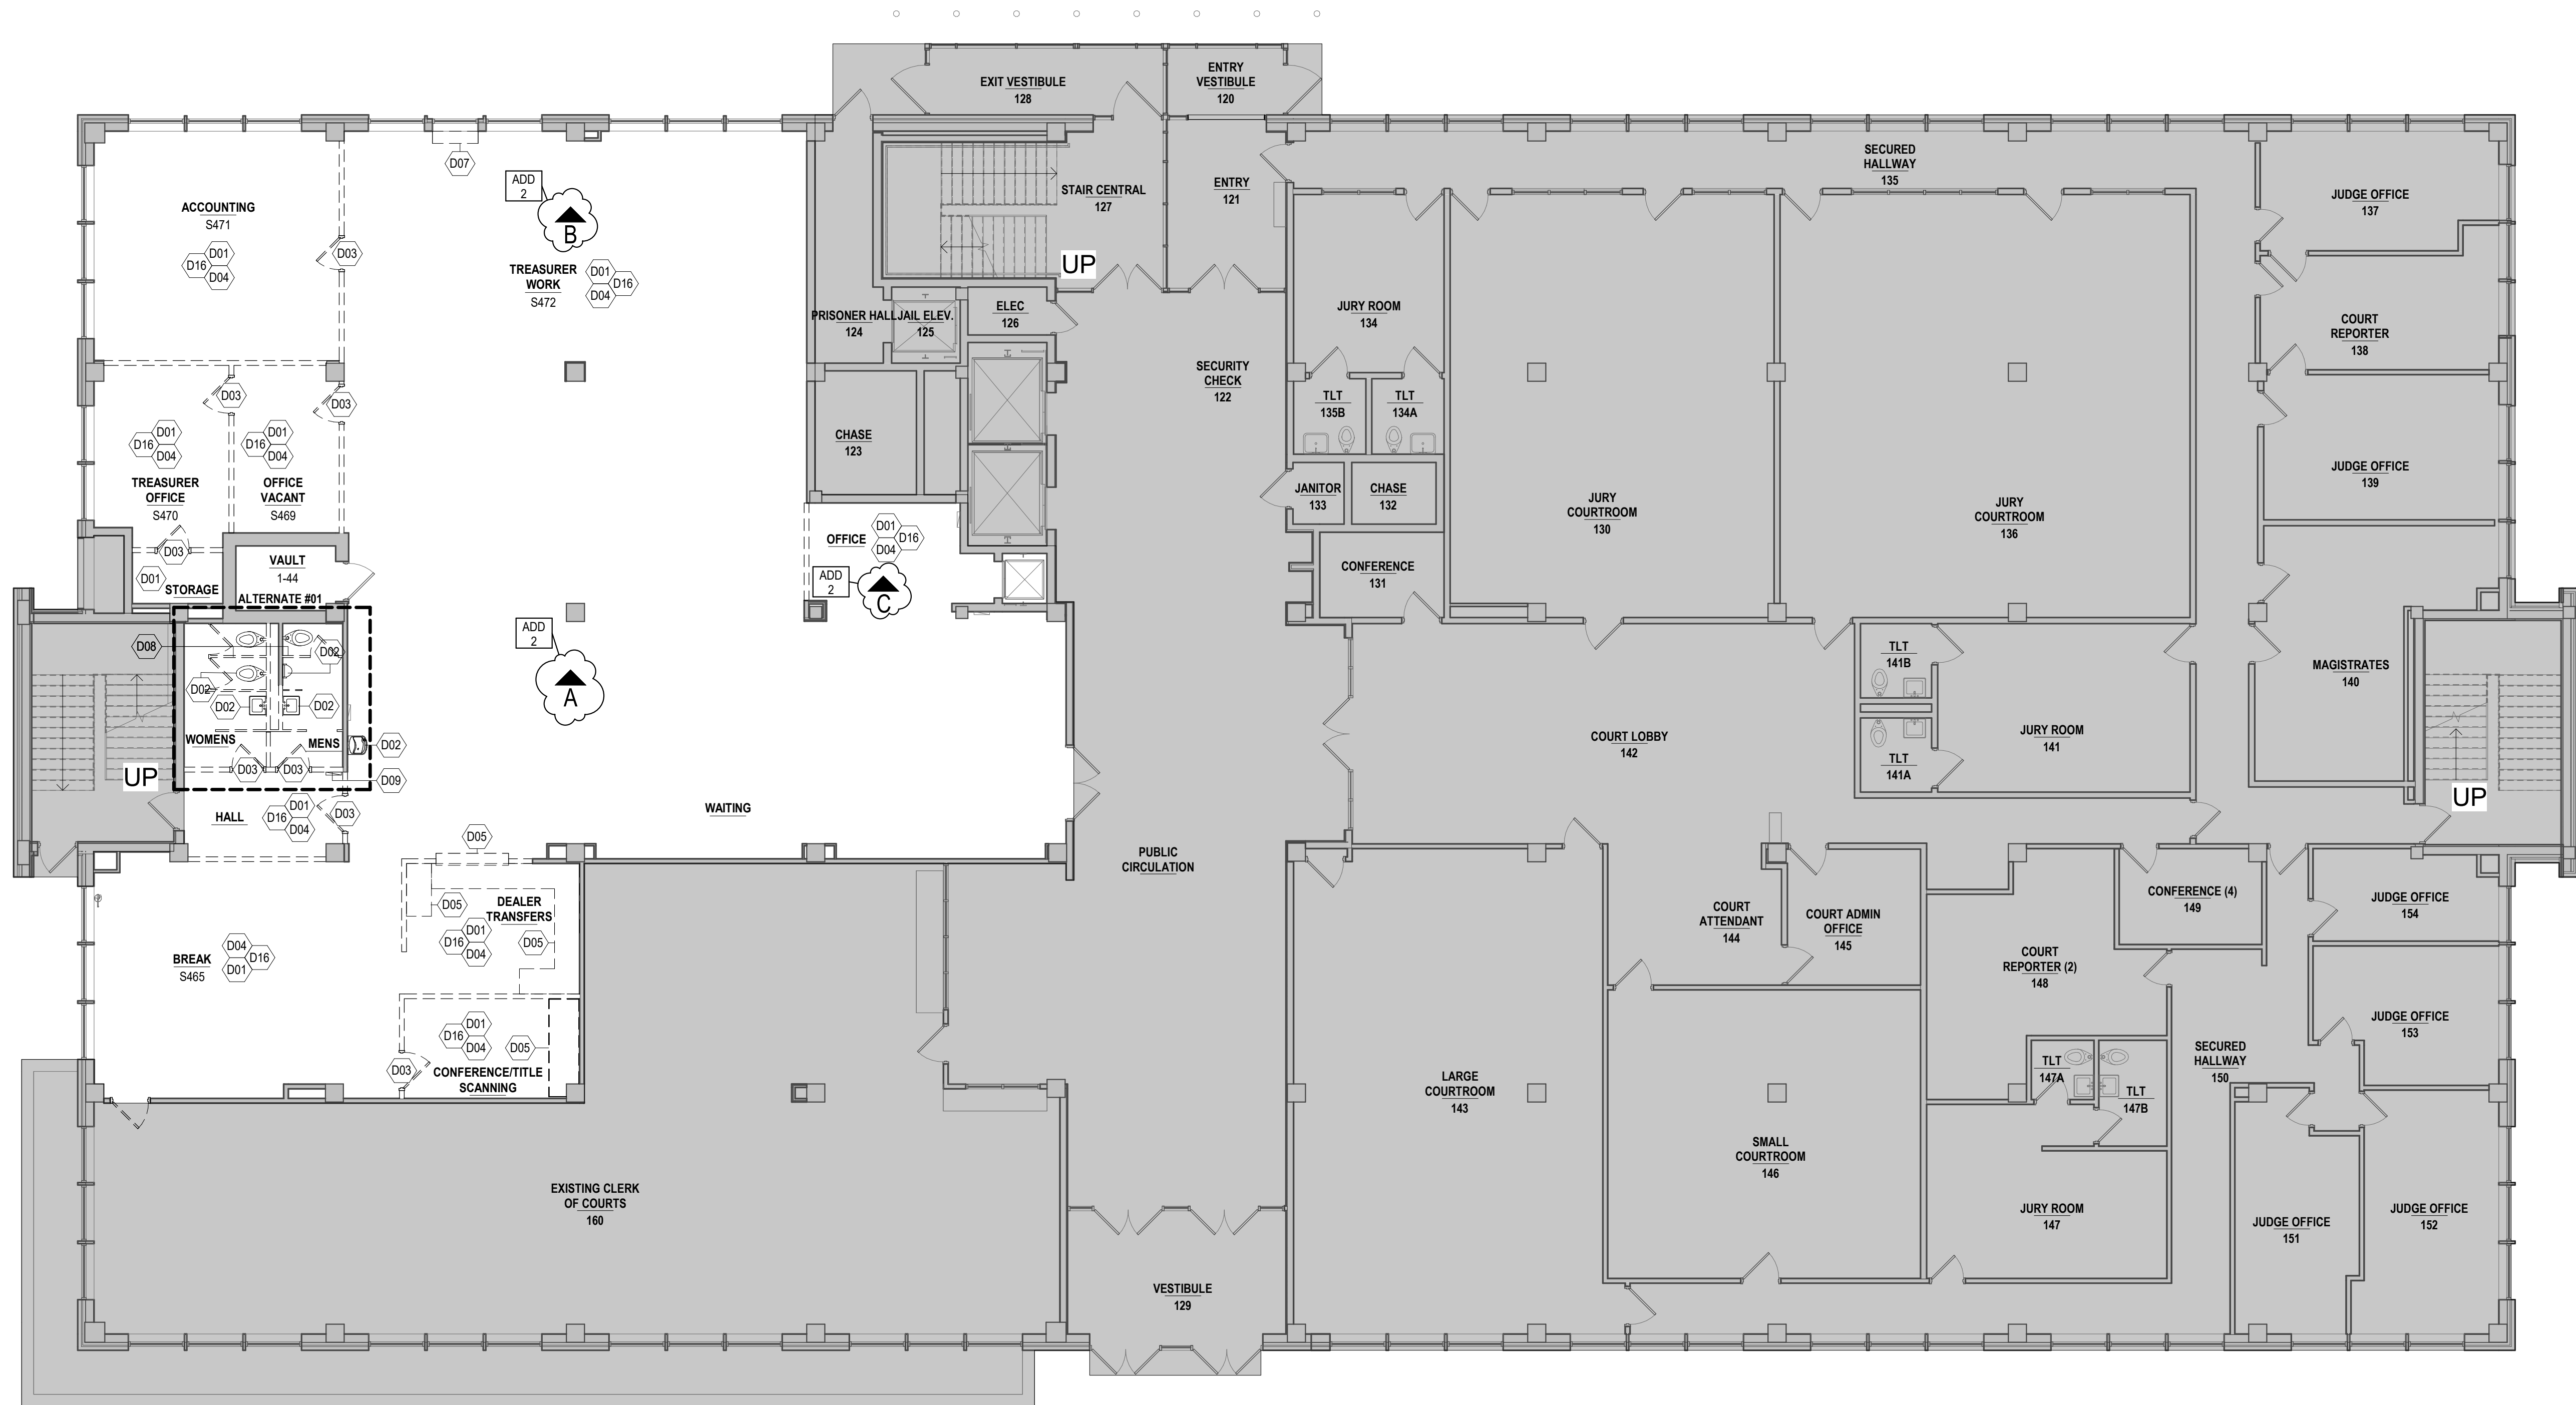 EXIT VESTIBULE
128
ENTRY
VESTIBULE
120
D07
ADD
2
B
ACCOUNTING
S471
D01
D16
D04
D03
TREASURER
WORK
S472
D01
D16
D04
STAIR CENTRAL
127
UP
ENTRY
121
SECURED
HALLWAY
135
JUDGE OFFICE
137
PRISONER HALL
124
JAIL ELEV.
125
ELEC
126
JURY ROOM
134
COURT
REPORTER
138
SECURITY
CHECK
122
D03
D03
TLT
135B
TLT
134A
D01
D16
D04
TREASURER
OFFICE
S470
D01
D16
D04
OFFICE
VACANT
S469
CHASE
123
JUDGE OFFICE
139
JANITOR
133
CHASE
132
JURY
COURTROOM
130
JURY
COURTROOM
136
D03
D01
STORAGE
VAULT
1-44
OFFICE
D01
D16
D04
ADD
2
C
CONFERENCE
131
ALTERNATE #01
D08
D02
D02
D02
D02
WOMENS
MENS
D02
D03
D03
D09
UP
ADD
2
A
TLT
141B
TLT
141A
JURY ROOM
141
MAGISTRATES
140
COURT LOBBY
142
UP
HALL
D01
D16
D04
D03
WAITING
D05
PUBLIC
CIRCULATION
D05
DEALER
TRANSFERS
D01
D16
D04
D05
COURT
ATTENDANT
144
COURT ADMIN
OFFICE
145
CONFERENCE (4)
149
JUDGE OFFICE
154
BREAK
S465
D04
D16
D01
COURT
REPORTER (2)
148
JUDGE OFFICE
153
D01
D16
D04
D05
D03
CONFERENCE/TITLE
SCANNING
SECURED
HALLWAY
150
TLT
147A
TLT
147B
LARGE
COURTROOM
143
SMALL
COURTROOM
146
EXISTING CLERK
OF COURTS
160
JURY ROOM
147
JUDGE OFFICE
151
JUDGE OFFICE
152
VESTIBULE
129